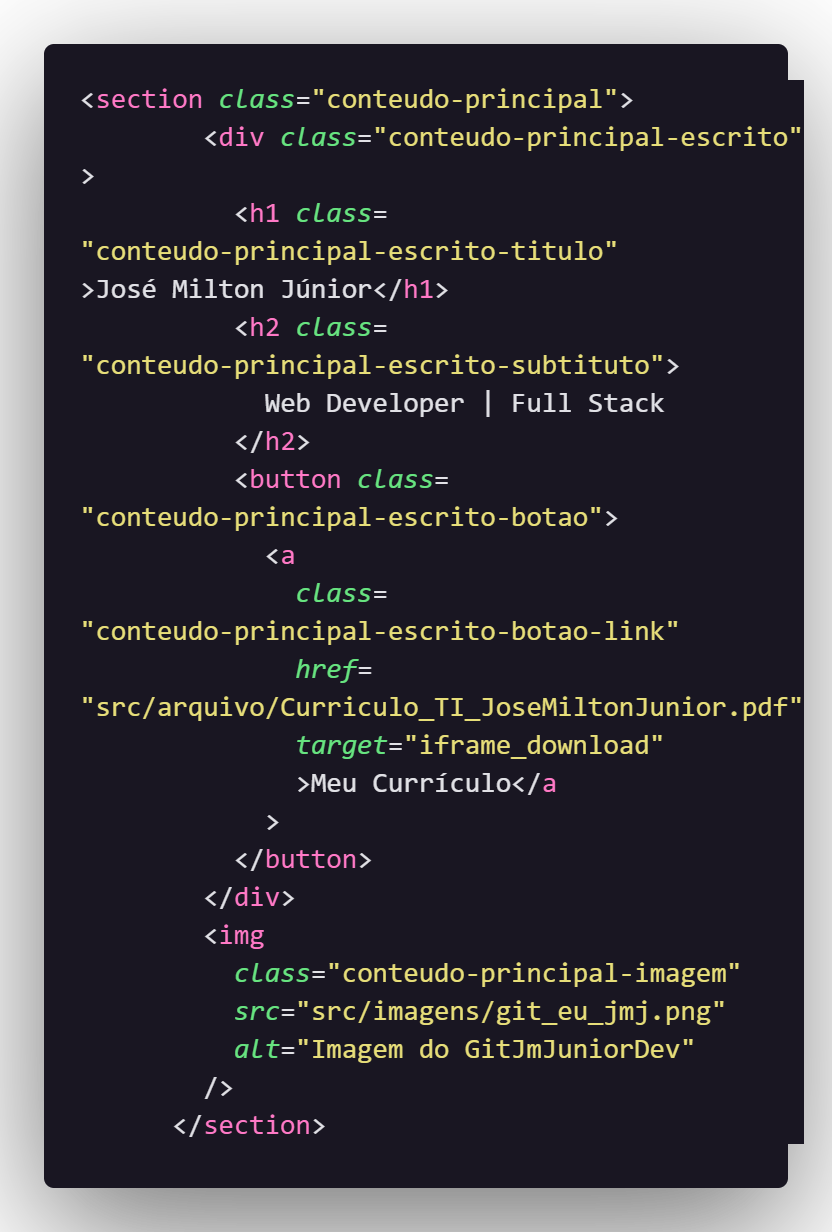 <section class="conteudo-principal">
        <div class="conteudo-principal-escrito"
>
          <h1 class=
"conteudo-principal-escrito-titulo"
>José Milton Júnior</h1>
          <h2 class=
"conteudo-principal-escrito-subtituto">
            Web Developer | Full Stack
          </h2>
          <button class=
"conteudo-principal-escrito-botao">
            <a
              class=
"conteudo-principal-escrito-botao-link"
              href=
"src/arquivo/Curriculo_TI_JoseMiltonJunior.pdf"
              target="iframe_download"
              >Meu Currículo</a
            >
          </button>
        </div>
        <img
          class="conteudo-principal-imagem"
          src="src/imagens/git_eu_jmj.png"
          alt="Imagem do GitJmJuniorDev"
        />
      </section>